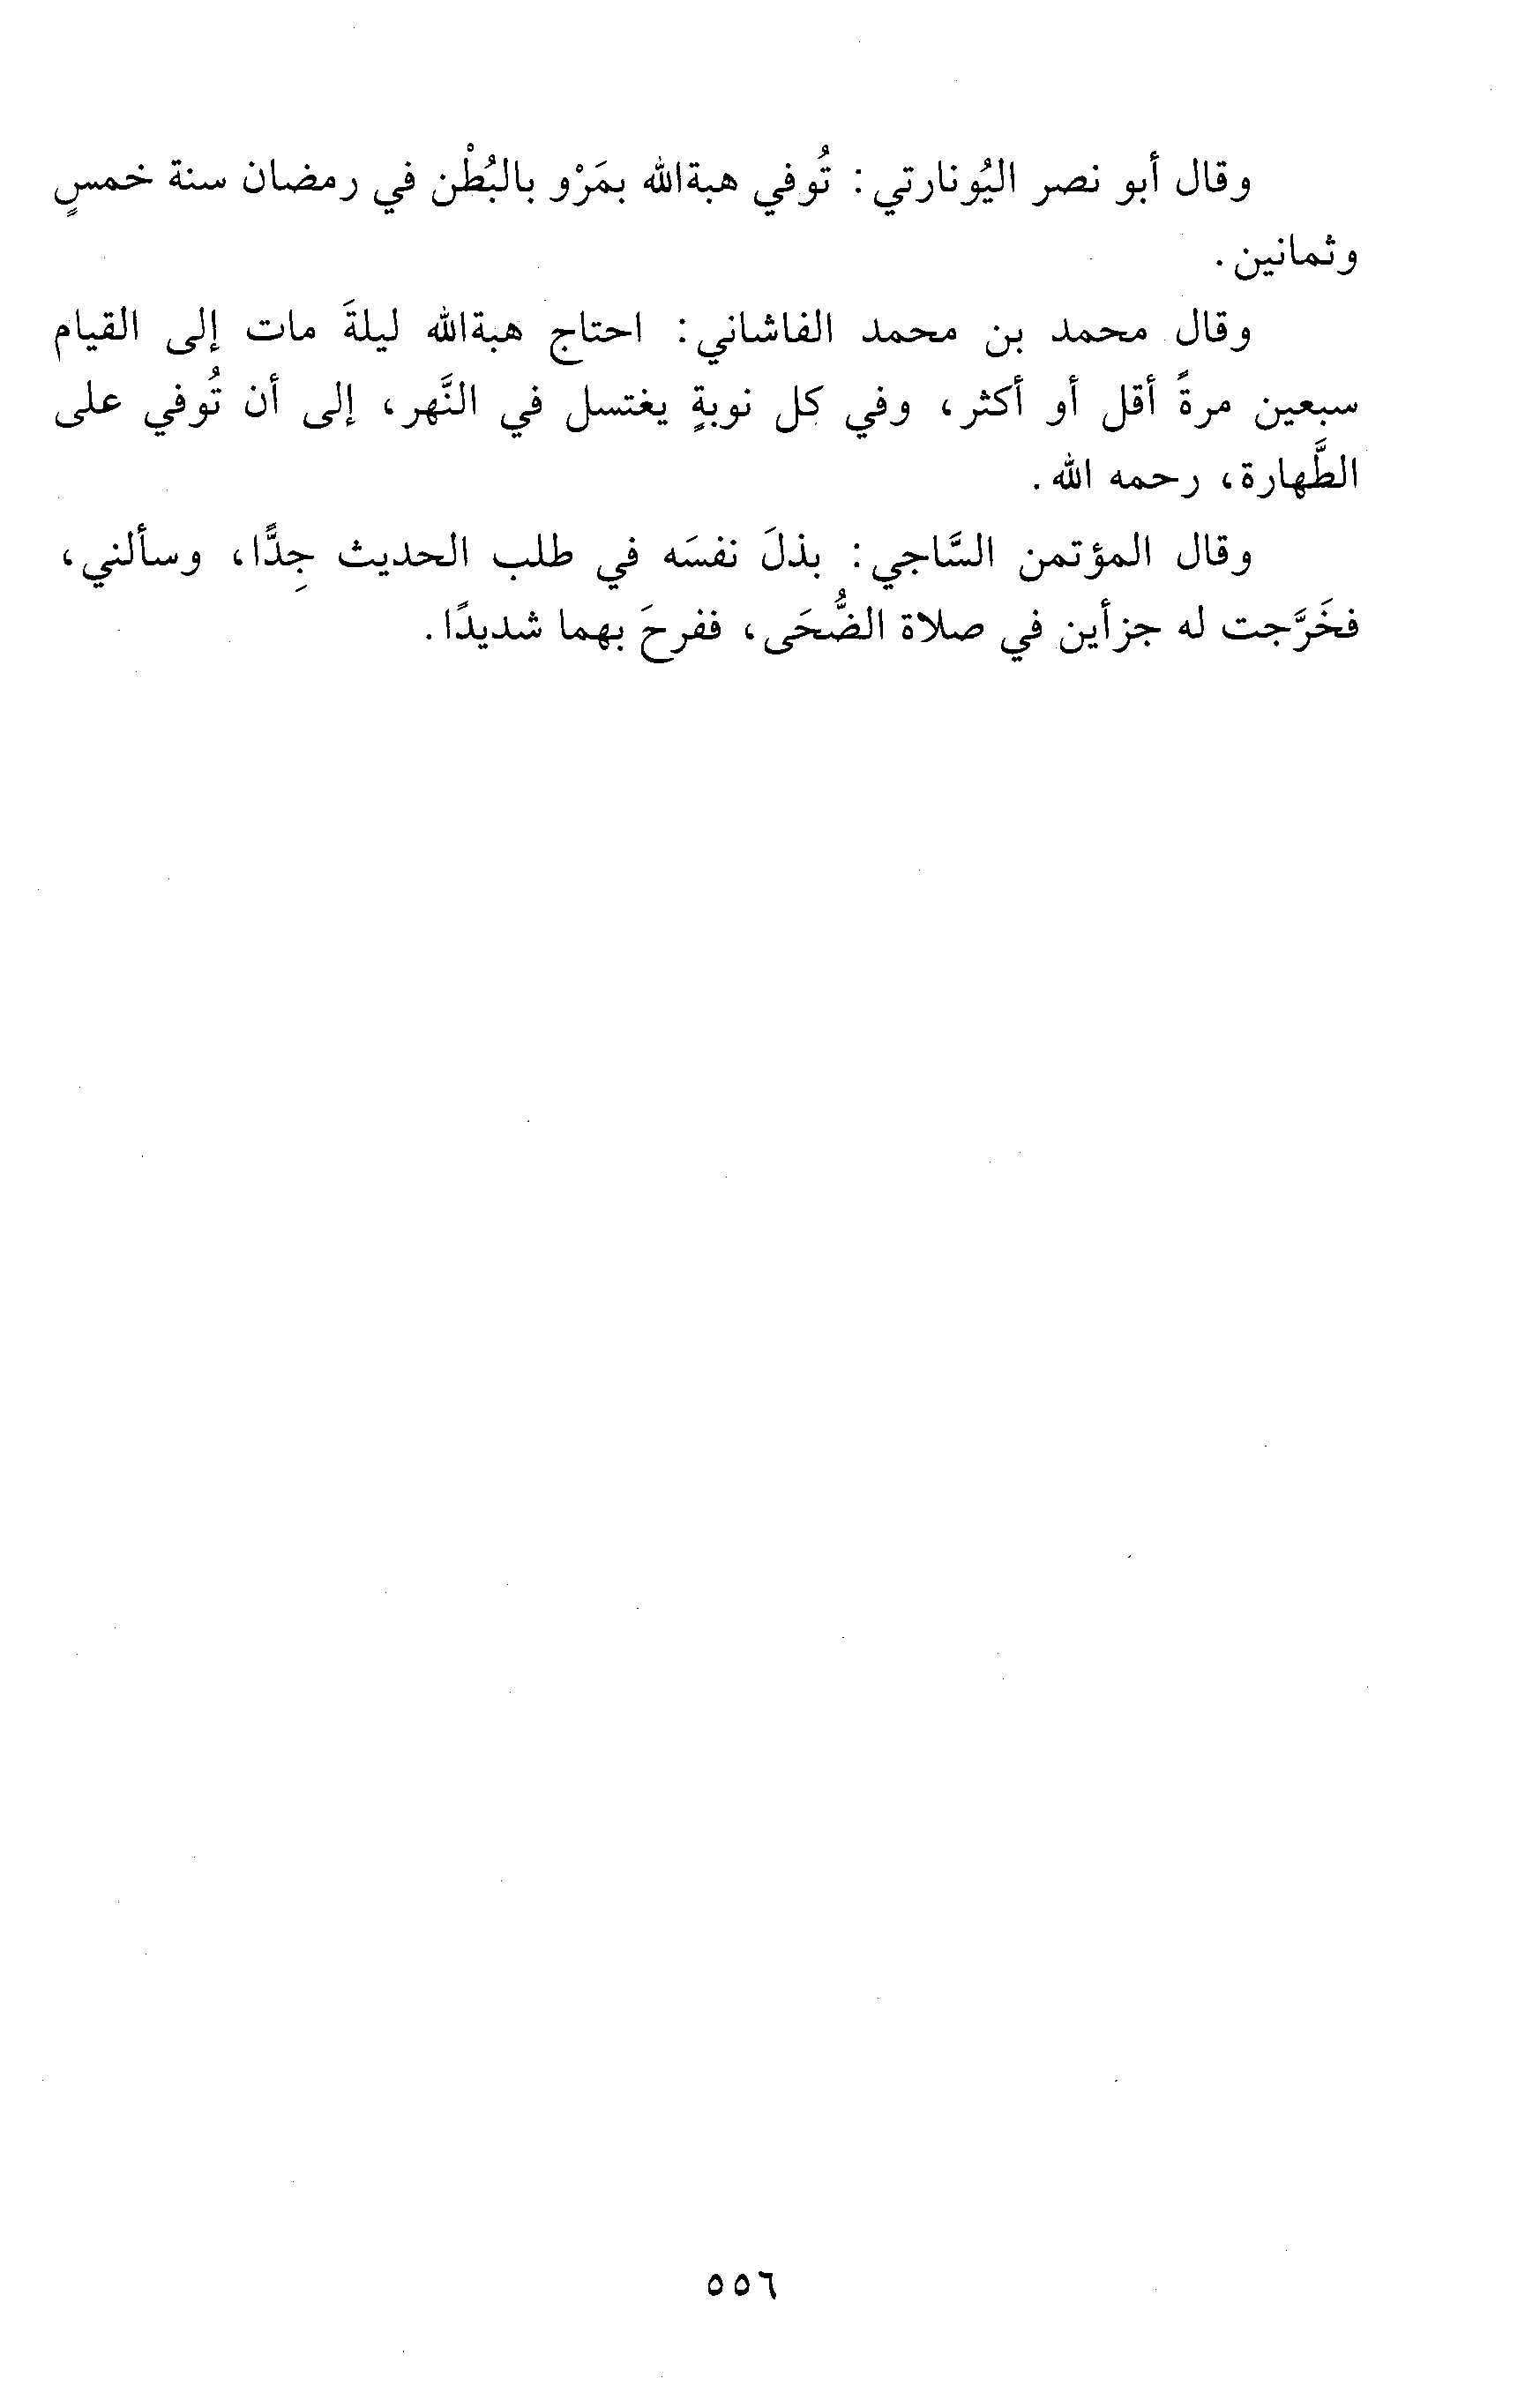 وقال أبو نصر اليُونارتي: تُوفي هبةالله بمَرْو بالبُطْن في رمضان سنة خمسٍ
وثمانين.
وقال محمد بن محمد الفاشاني: احتاج هبةالله ليلةَ مات إلى القيام
سبعين مرةً أقل أو أكثر، وفي كل نوبةٍ يغتسل في النَّهر، إلى أن تُوفي على
الطَّهارة، رحمه الله.
وقال المؤتمن السَّاجي: بذلَ نفسَه في طلب الحديث جِدًّا، وسألني،
فخَرَّجت له جزأين في صلاة الضُّحَى، ففرحَ بهما شديدًا.
٥٥٦